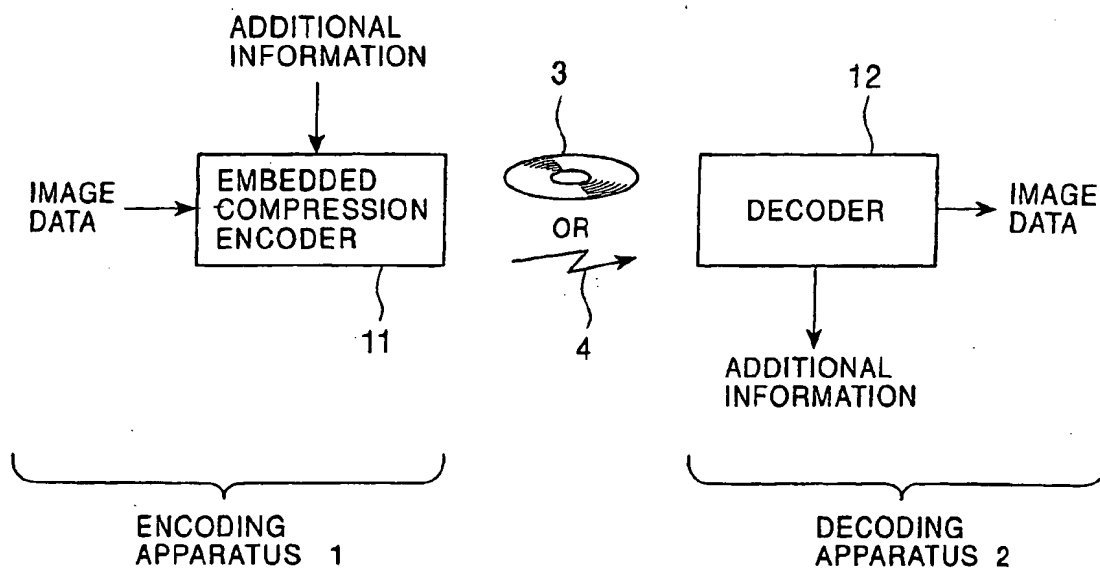 ADDITIONAL
INFORMATION
3
12
IMAGE
DATA
EMBEDDED
COMPRESSION
ENCODER
OR
DECODER
IMAGE
DATA
11
4
ADDITIONAL
INFORMATION
ENCODING
APPARATUS 1
DECODING
APPARATUS 2